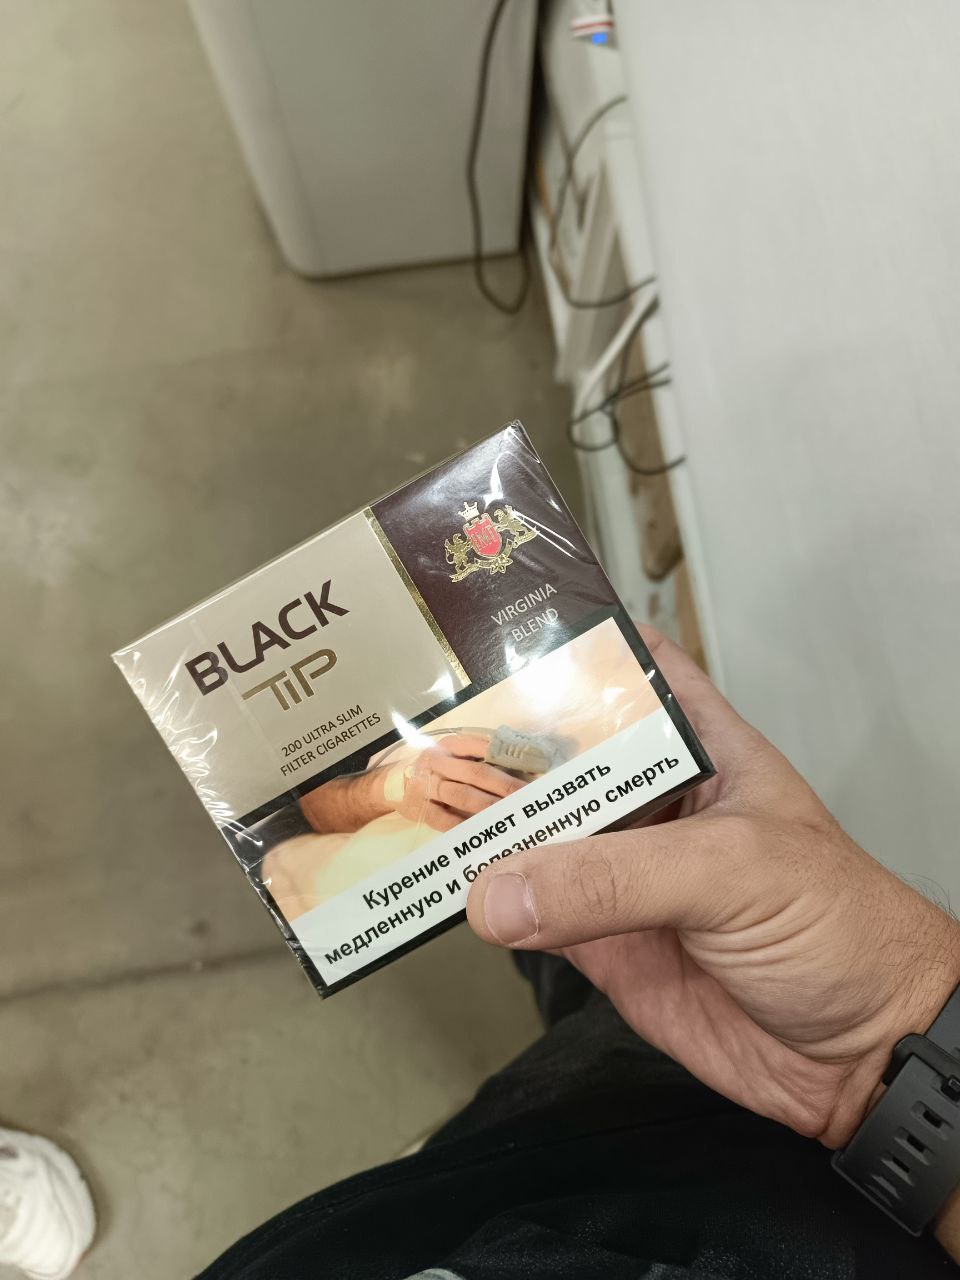 BLACK
TIP
200 ULTRA SLIM
FILTER CIGARETTES
VIRGINIA
BLEND
Курение может вызвать
медленную и болезненную смерть